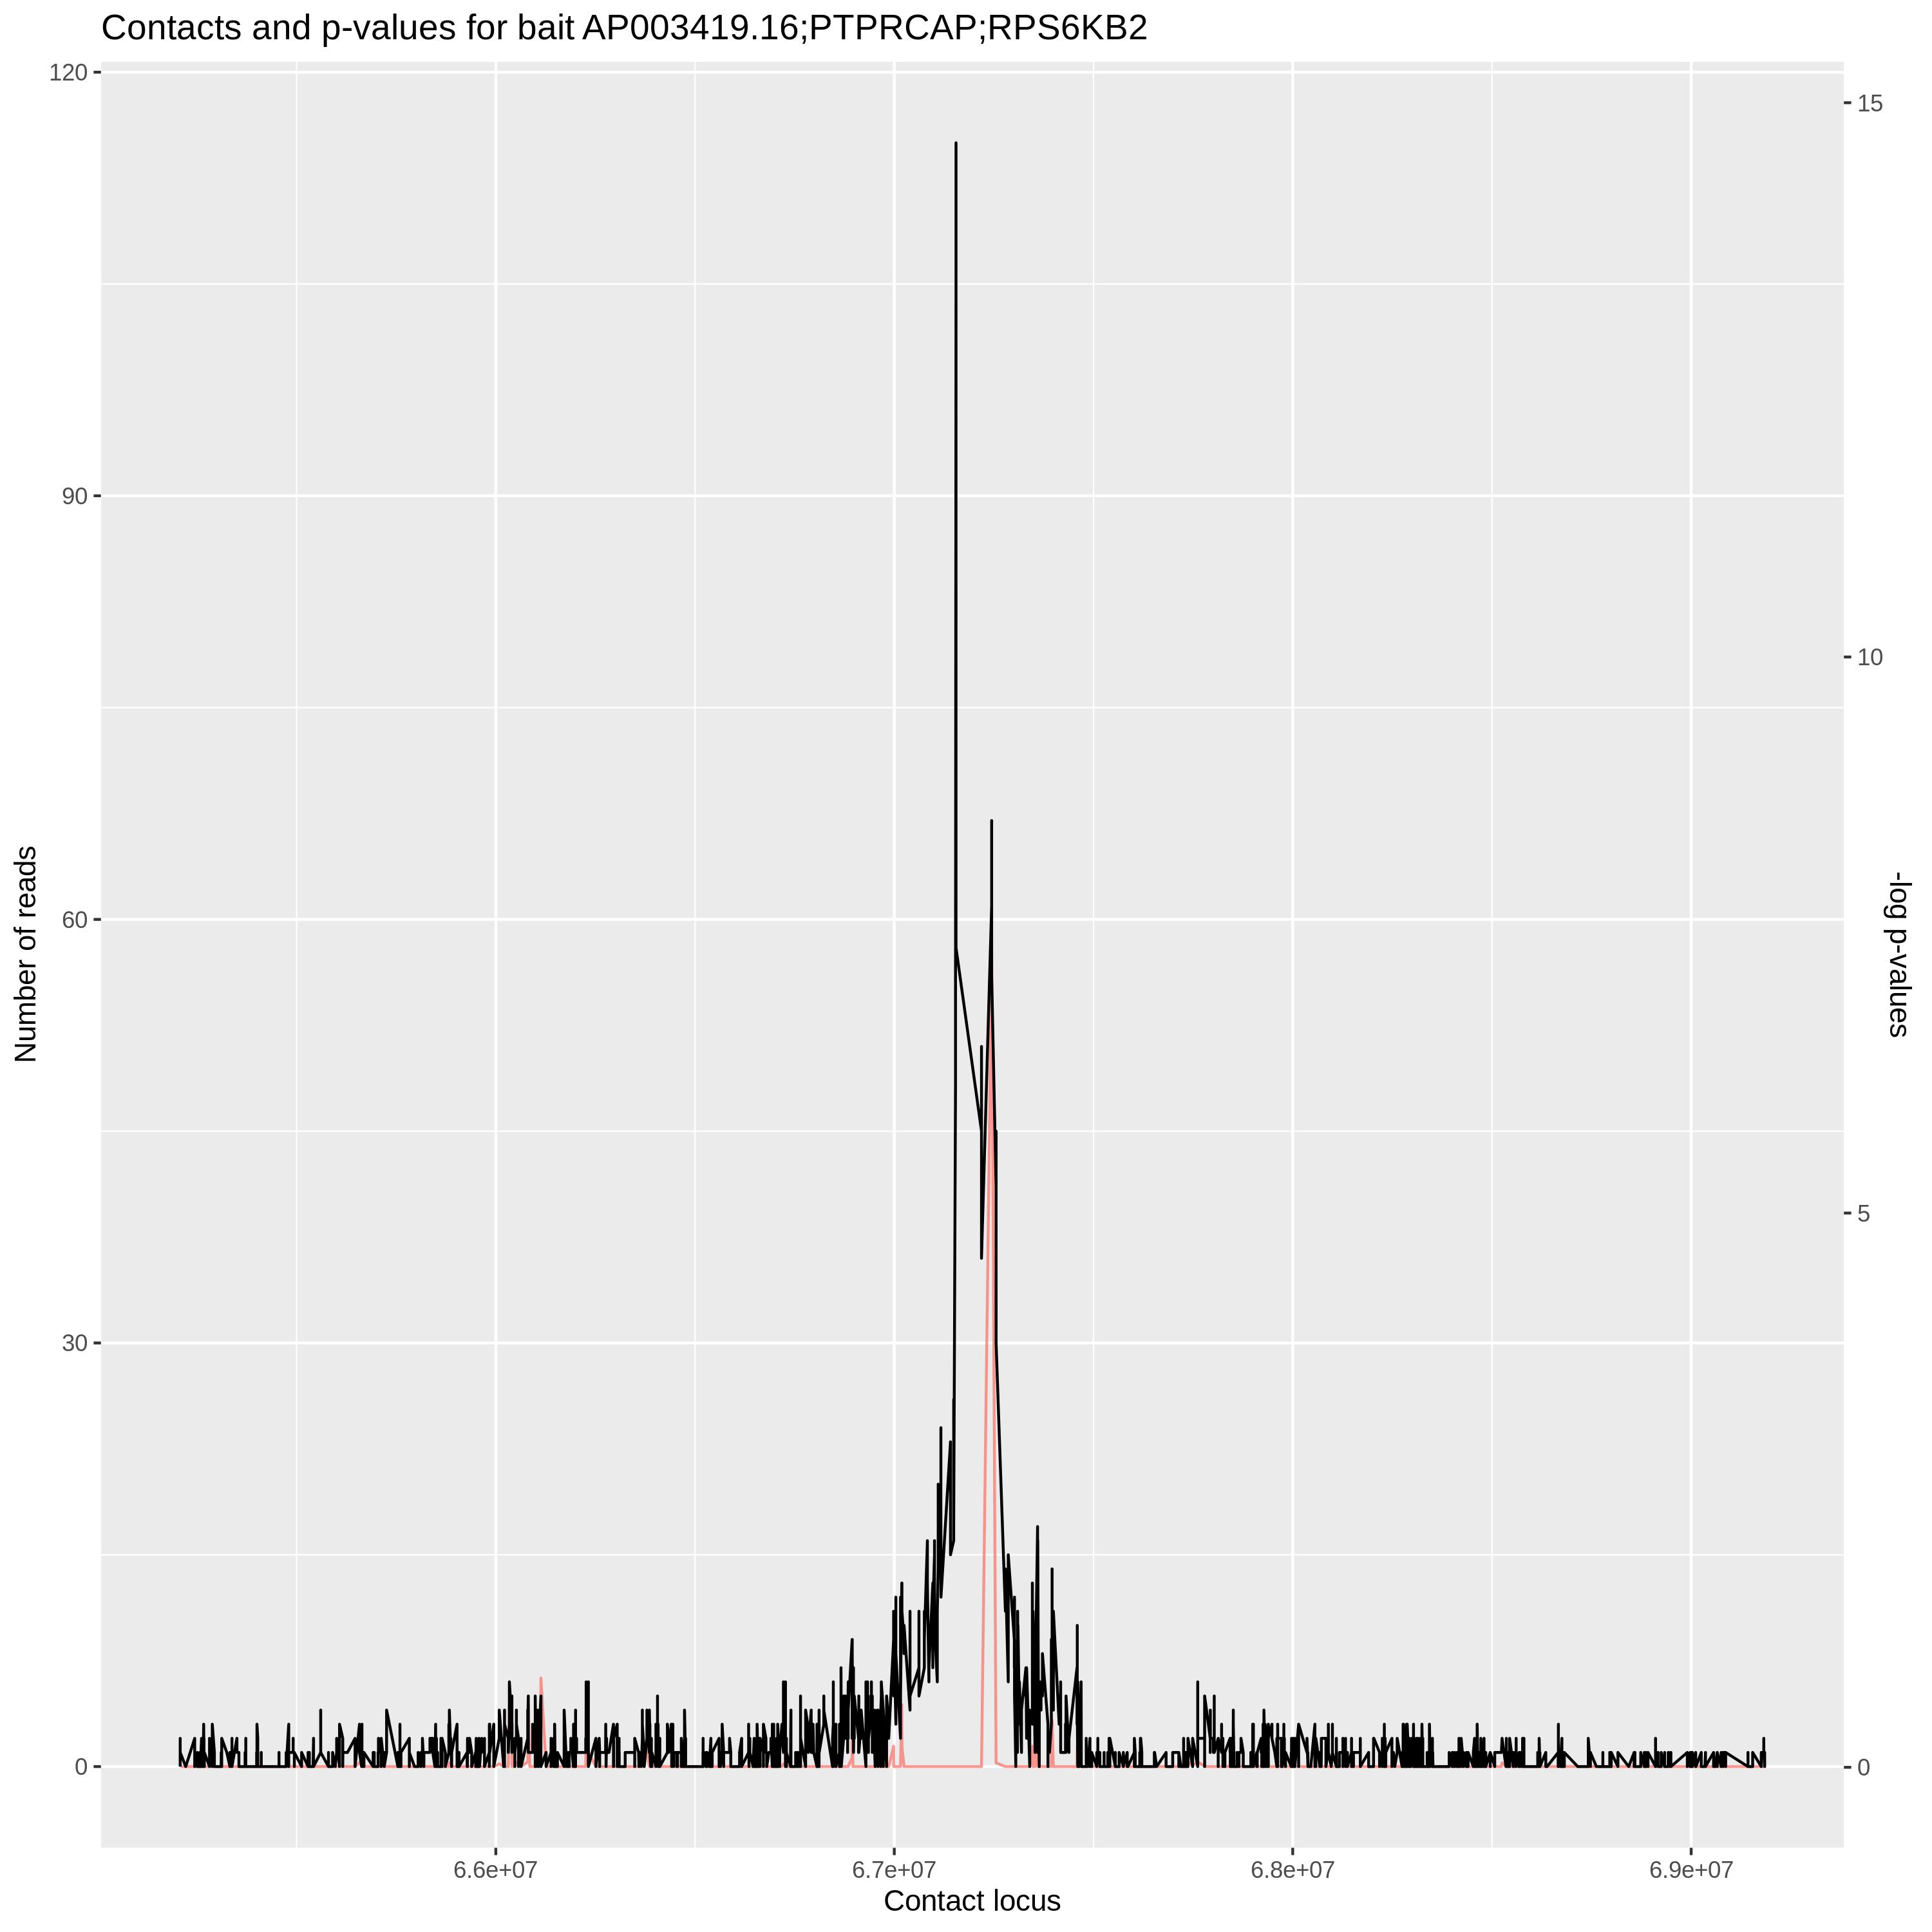 Contacts and p-values for bait AP003419.16;PTPRCAP;RPS6KB2
120
90
60
30
0
Number of reads
15
10
5
0
-log p-values
6.6e+07
6.7e+07
6.8e+07
6.9e+07
Contact locus